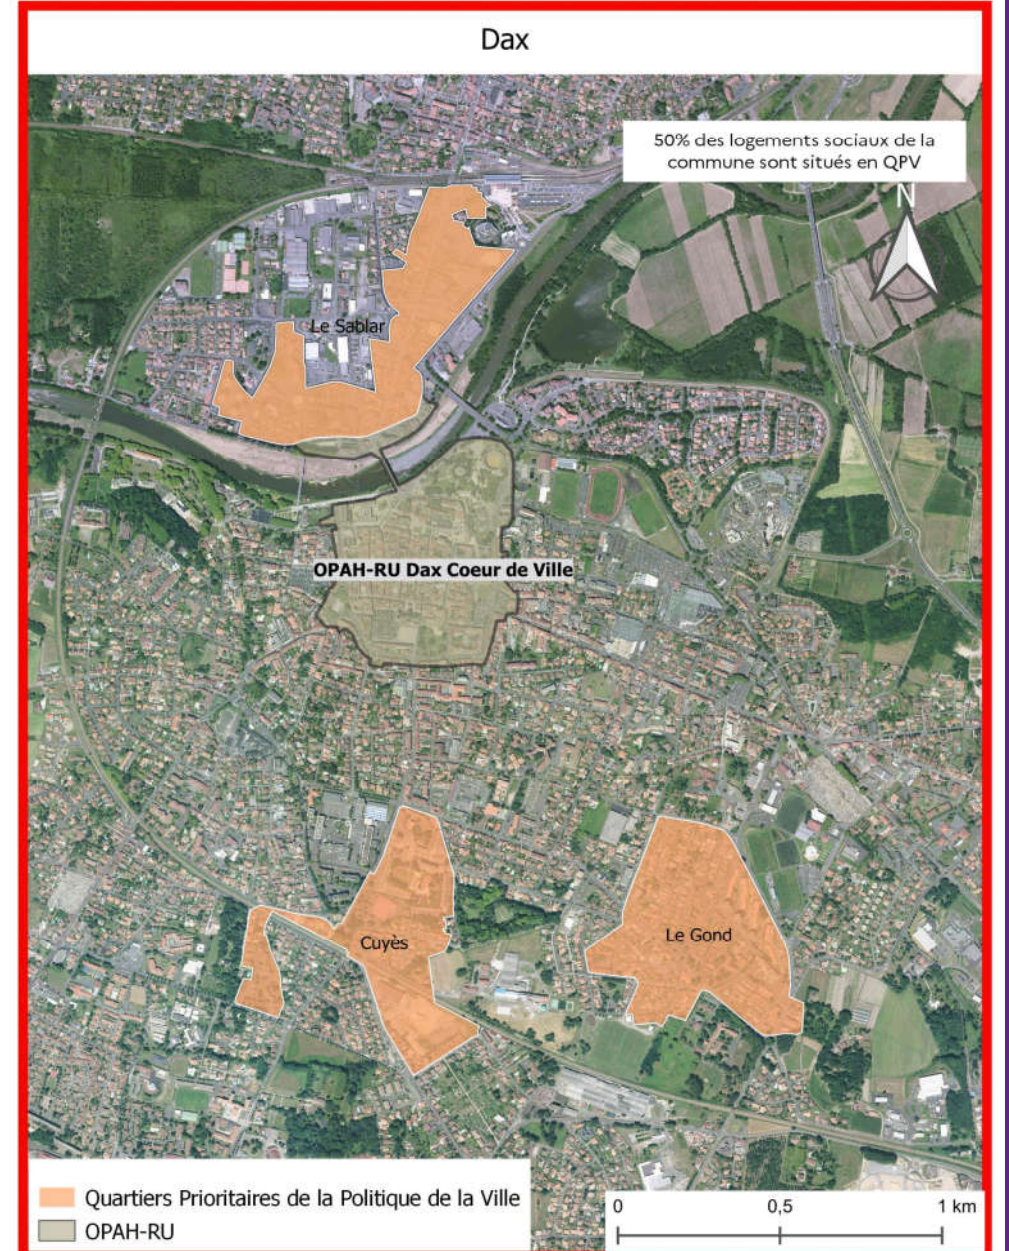 Dax
50% des logements sociaux de la
commune sont situés en QPV
N
Le Sablar
OPAH-RU Dax Coeur de Ville
Cuyès
Le Gond
Quartiers Prioritaires de la Politique de la Ville
OPAH-RU
0 0,5 1 km